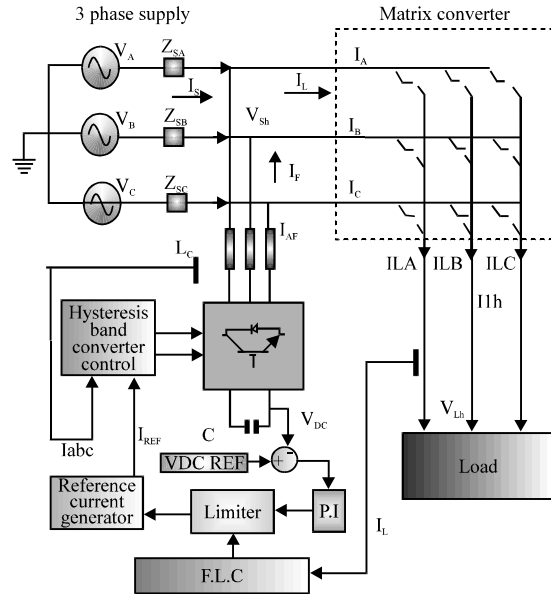 3 phase supply
Matrix converter
V A
Z SA
I A
I S
I L
V B
Z SB
V Sh
I B
I F
V C
Z SC
I C
L C
I AF
ILA
ILB
ILC
Hysteresis
band
converter
control
I1h
Iabc
I REF
C
V DC
V Lh
VDC REF
+
-
Load
Reference
current
generator
Limiter
P.I
I L
F.L.C